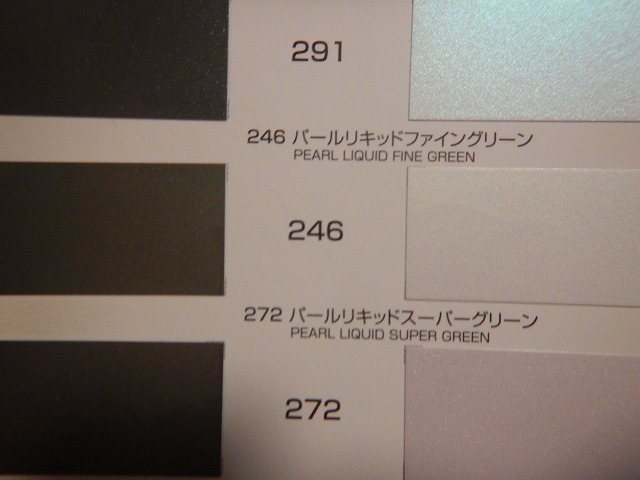 291
246 パールリキッドファイングリーン
PEARL LIQUID FINE GREEN
246
272 パールリキッドスーパーグリーン
PEARL LIQUID SUPER GREEN
272